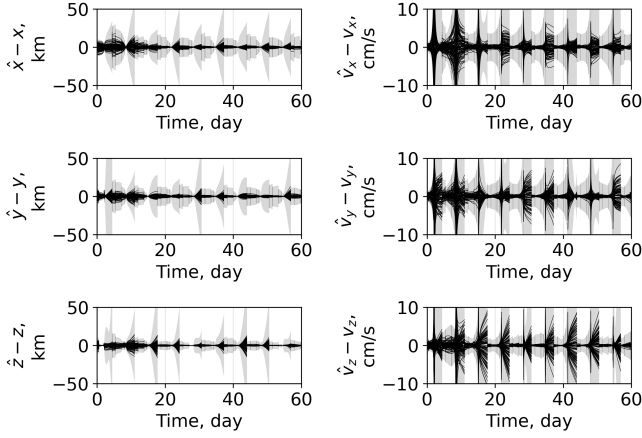 x̂ − x, km
50
0
−50
0 20 40 60
Time, day
v̂x − vx, cm/s
10
0
−10
0 20 40 60
Time, day
ŷ − y, km
50
0
−50
0 20 40 60
Time, day
v̂y − vy, cm/s
10
0
−10
0 20 40 60
Time, day
ẑ − z, km
50
0
−50
0 20 40 60
Time, day
v̂z − vz, cm/s
10
0
−10
0 20 40 60
Time, day